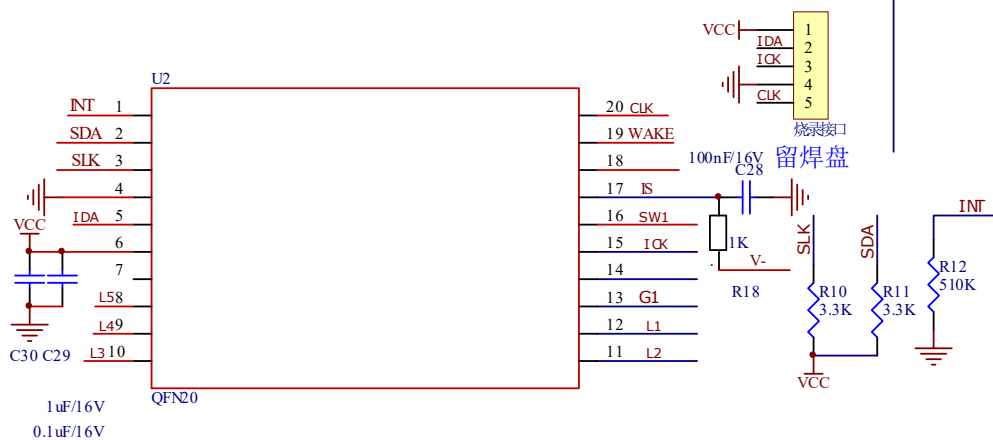 VCC
1
IDA
2
ICK
3
4
CLK
5
烧录接口
留焊盘
U2
INT 1
SDA 2
SLK 3
4
IDA 5
VCC
6
7
L5 8
L4 9
L3 10
20 CLK
19 WAKE
18
17 IS
16 SW1
15 ICK
14
13 G1
12 L1
11 L2
QFN20
C30 C29
1uF/16V
0.1uF/16V
100nF/16V
C28
1K
V-
R18
SLK
SDA
INT
R10
3.3K
R11
3.3K
R12
510K
VCC